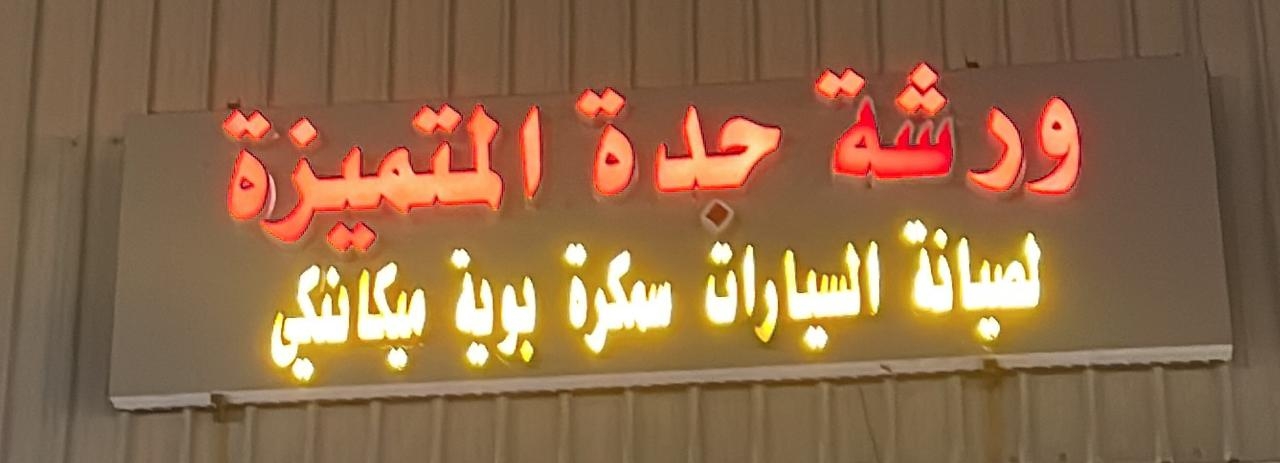 ورشة جدة المتميزة
لصيانة السيارات سمكرة بوية ميكانيكي